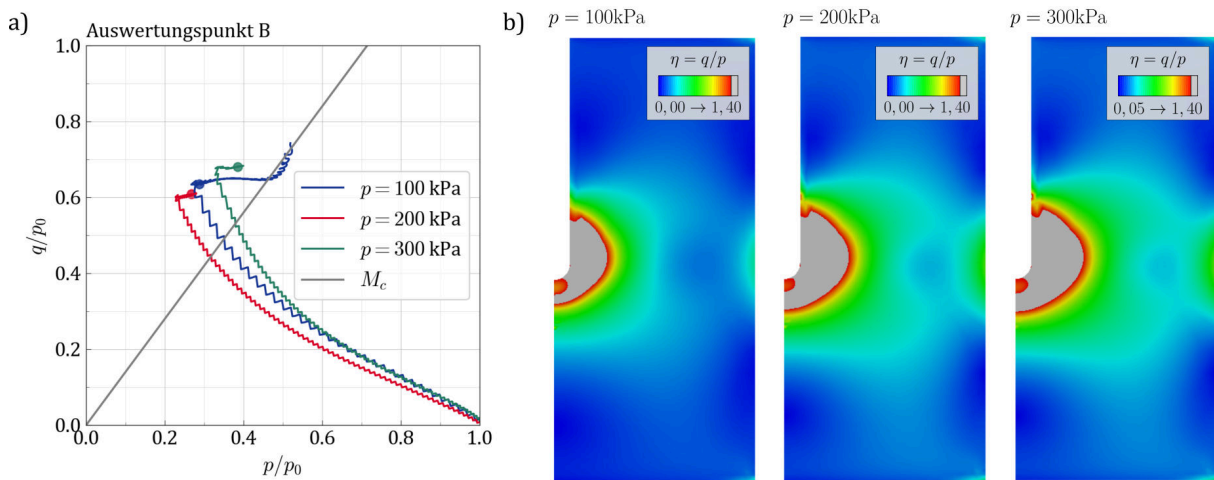 a)
Auswertungspunkt B
1.0
0.8
0.6
0.4
0.2
0.0
0.0 0.2 0.4 0.6 0.8 1.0
q/p₀
p/p₀
p = 100 kPa
p = 200 kPa
p = 300 kPa
M_c
b)
p = 100kPa
η = q/p
0,00 → 1,40
p = 200kPa
η = q/p
0,00 → 1,40
p = 300kPa
η = q/p
0,05 → 1,40